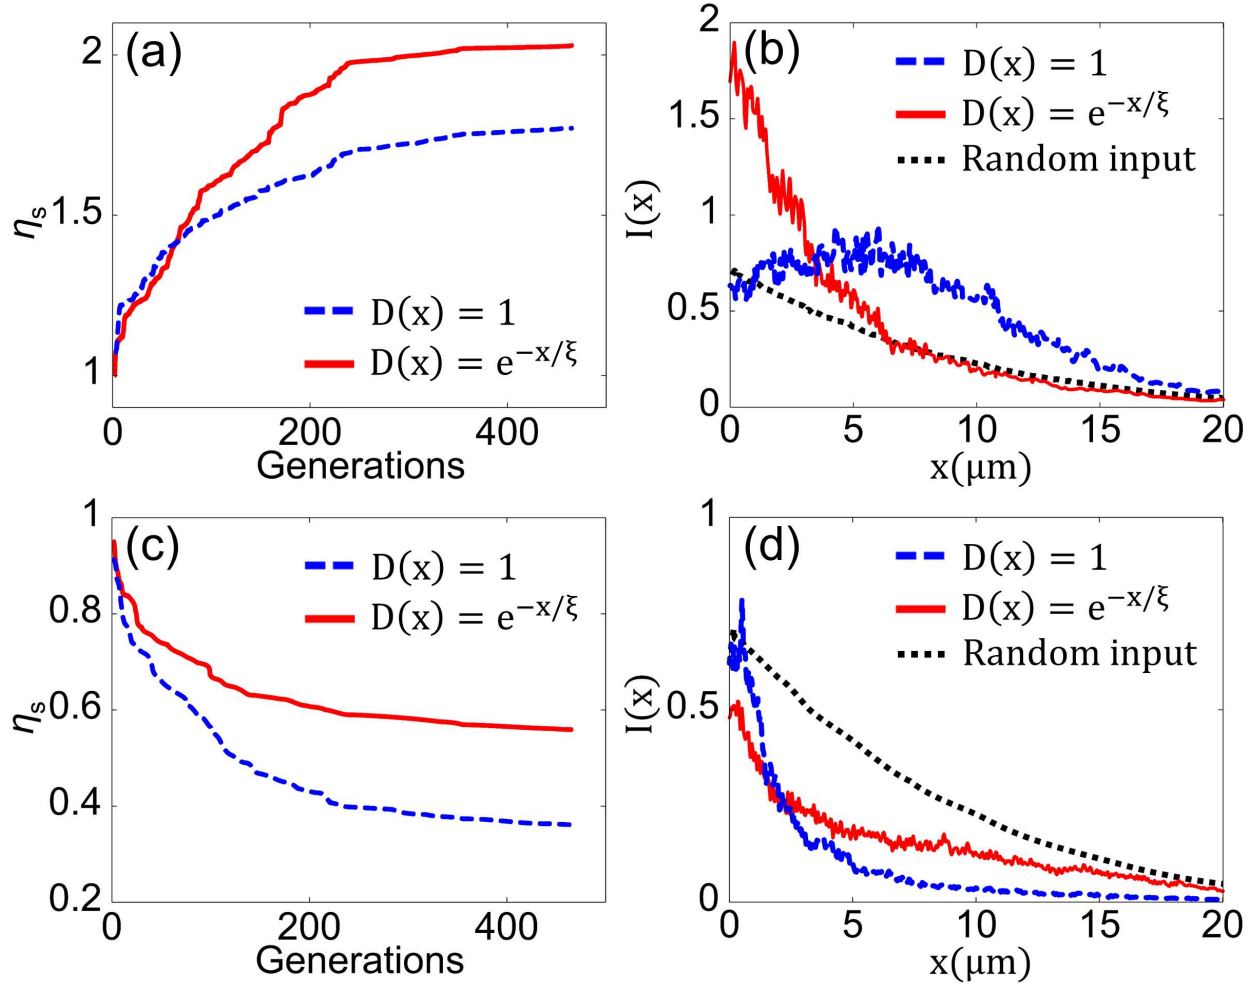 (a)
2
1.5
1
ηs
D(x) = 1
D(x) = e^−x/ξ
0 200 400
Generations
(b)
2
1.5
1
0.5
0
I(x)
D(x) = 1
D(x) = e^−x/ξ
Random input
0 5 10 15 20
x(μm)
(c)
1
0.8
0.6
0.4
0.2
ηs
D(x) = 1
D(x) = e^−x/ξ
0 200 400
Generations
(d)
1
0.5
0
I(x)
D(x) = 1
D(x) = e^−x/ξ
Random input
0 5 10 15 20
x(μm)